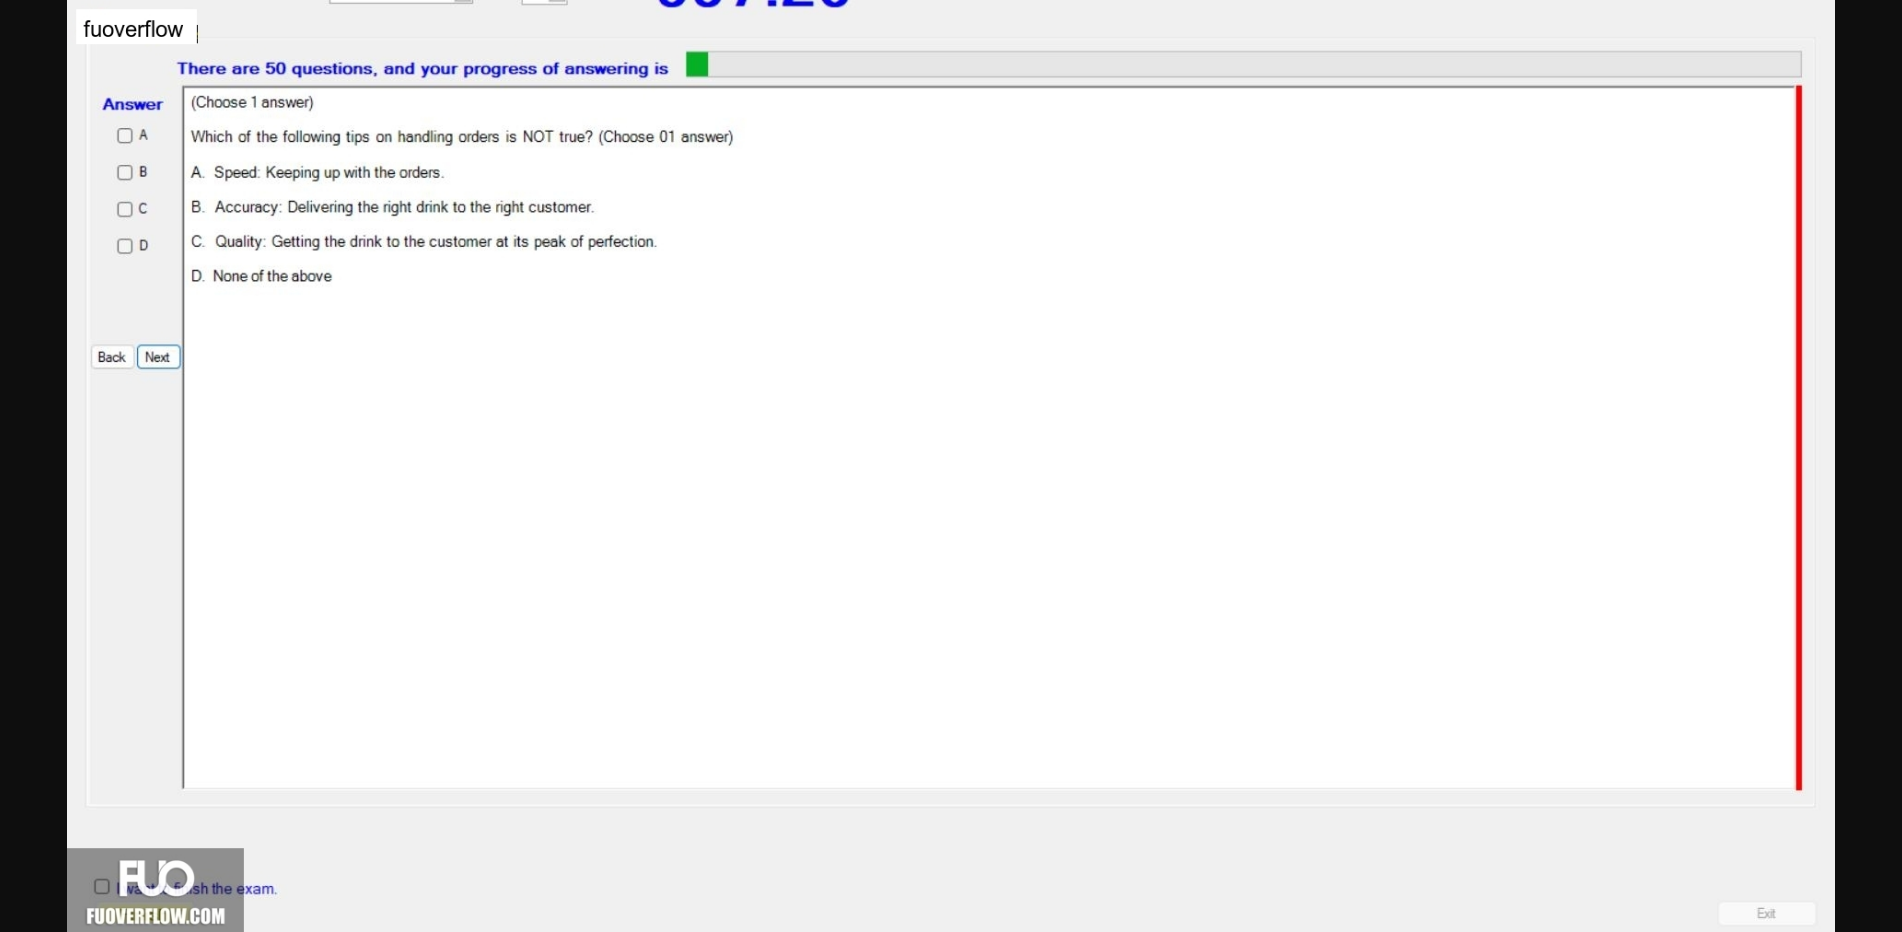 fuoverflow
There are 50 questions, and your progress of answering is
Answer
(Choose 1 answer)
A
Which of the following tips on handling orders is NOT true? (Choose 01 answer)
B
A. Speed: Keeping up with the orders.
C
B. Accuracy: Delivering the right drink to the right customer.
D
C. Quality: Getting the drink to the customer at its peak of perfection.
D. None of the above
Back Next
FUO
I want finish the exam.
FUOVERFLOW.COM
Exit